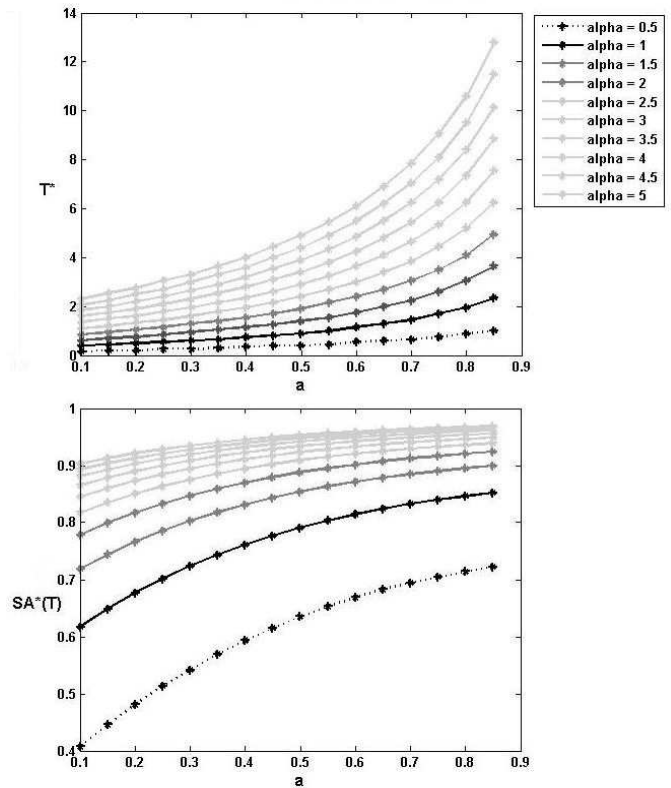 14
12
10
8
6
4
2
0
T*
0.1 0.2 0.3 0.4 0.5 0.6 0.7 0.8 0.9
a
alpha = 0.5
alpha = 1
alpha = 1.5
alpha = 2
alpha = 2.5
alpha = 3
alpha = 3.5
alpha = 4
alpha = 4.5
alpha = 5
1
0.9
0.8
0.7
0.6
0.5
0.4
SA*(T)
0.1 0.2 0.3 0.4 0.5 0.6 0.7 0.8 0.9
a